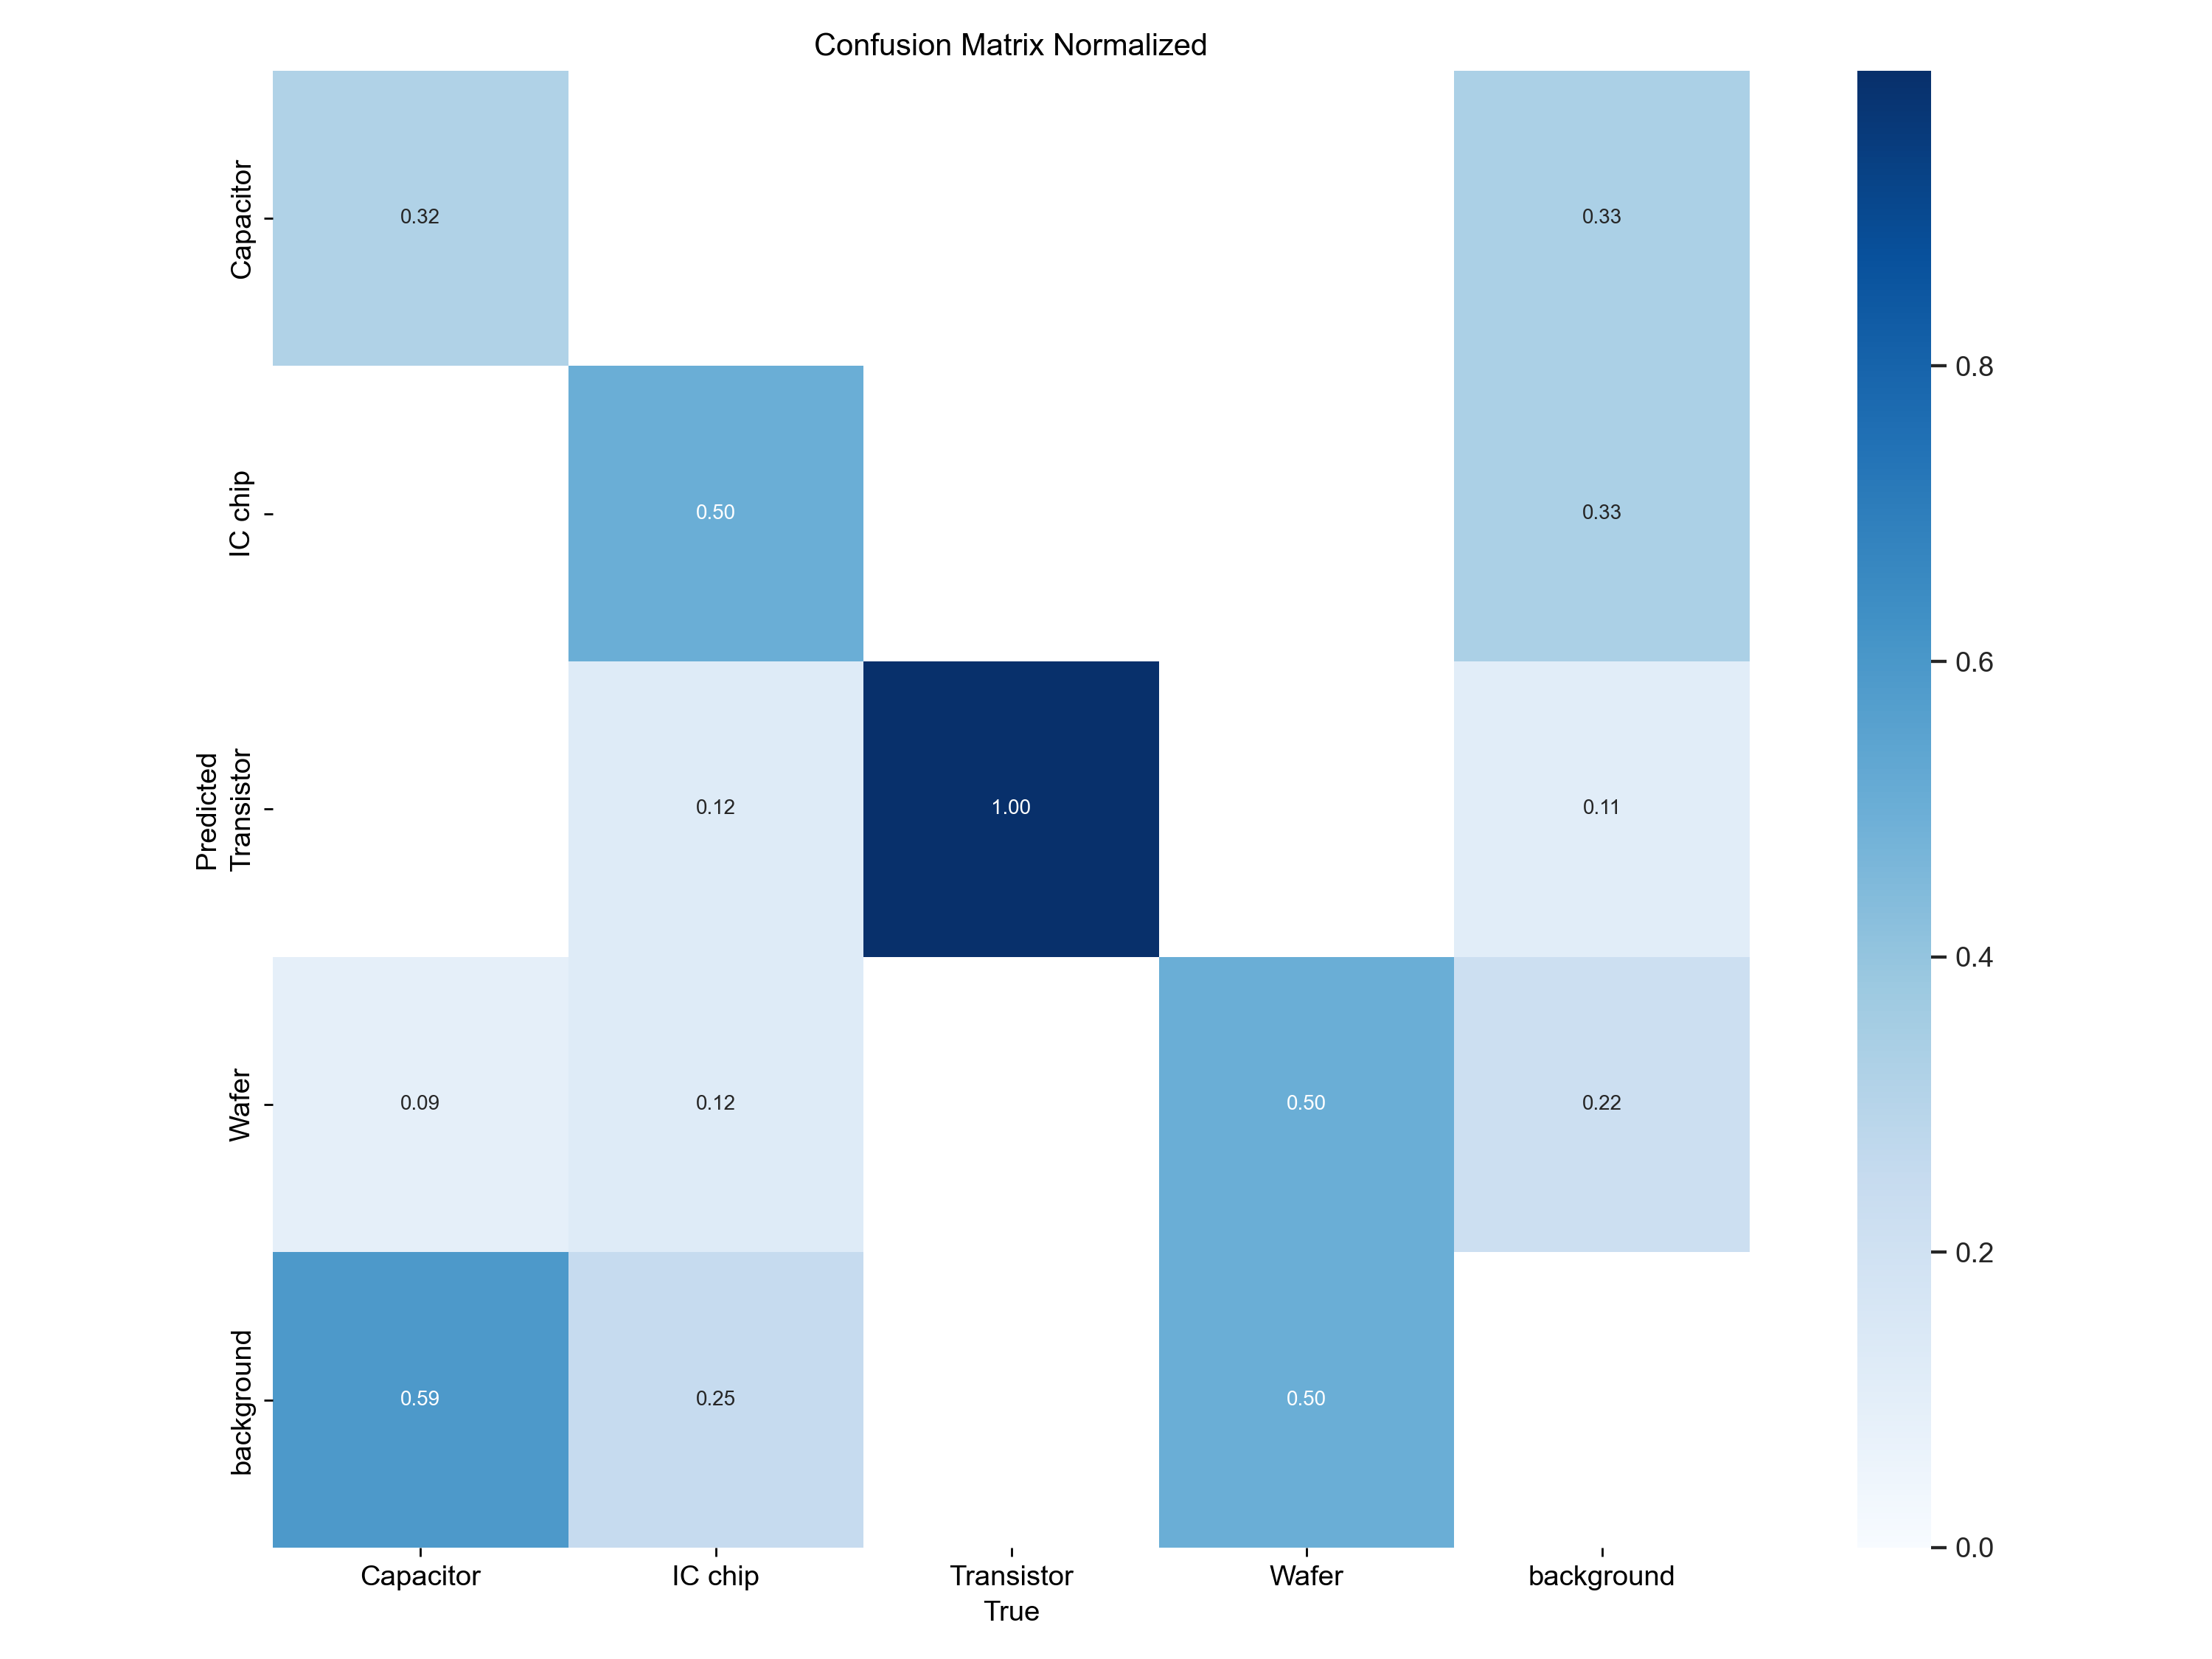 Confusion Matrix Normalized
Capacitor
0.32
0.33
IC chip
0.50
0.33
Predicted
Transistor
0.12
1.00
0.11
Wafer
0.09
0.12
0.50
0.22
background
0.59
0.25
0.50
Capacitor
IC chip
Transistor
Wafer
background
True
0.8
0.6
0.4
0.2
0.0